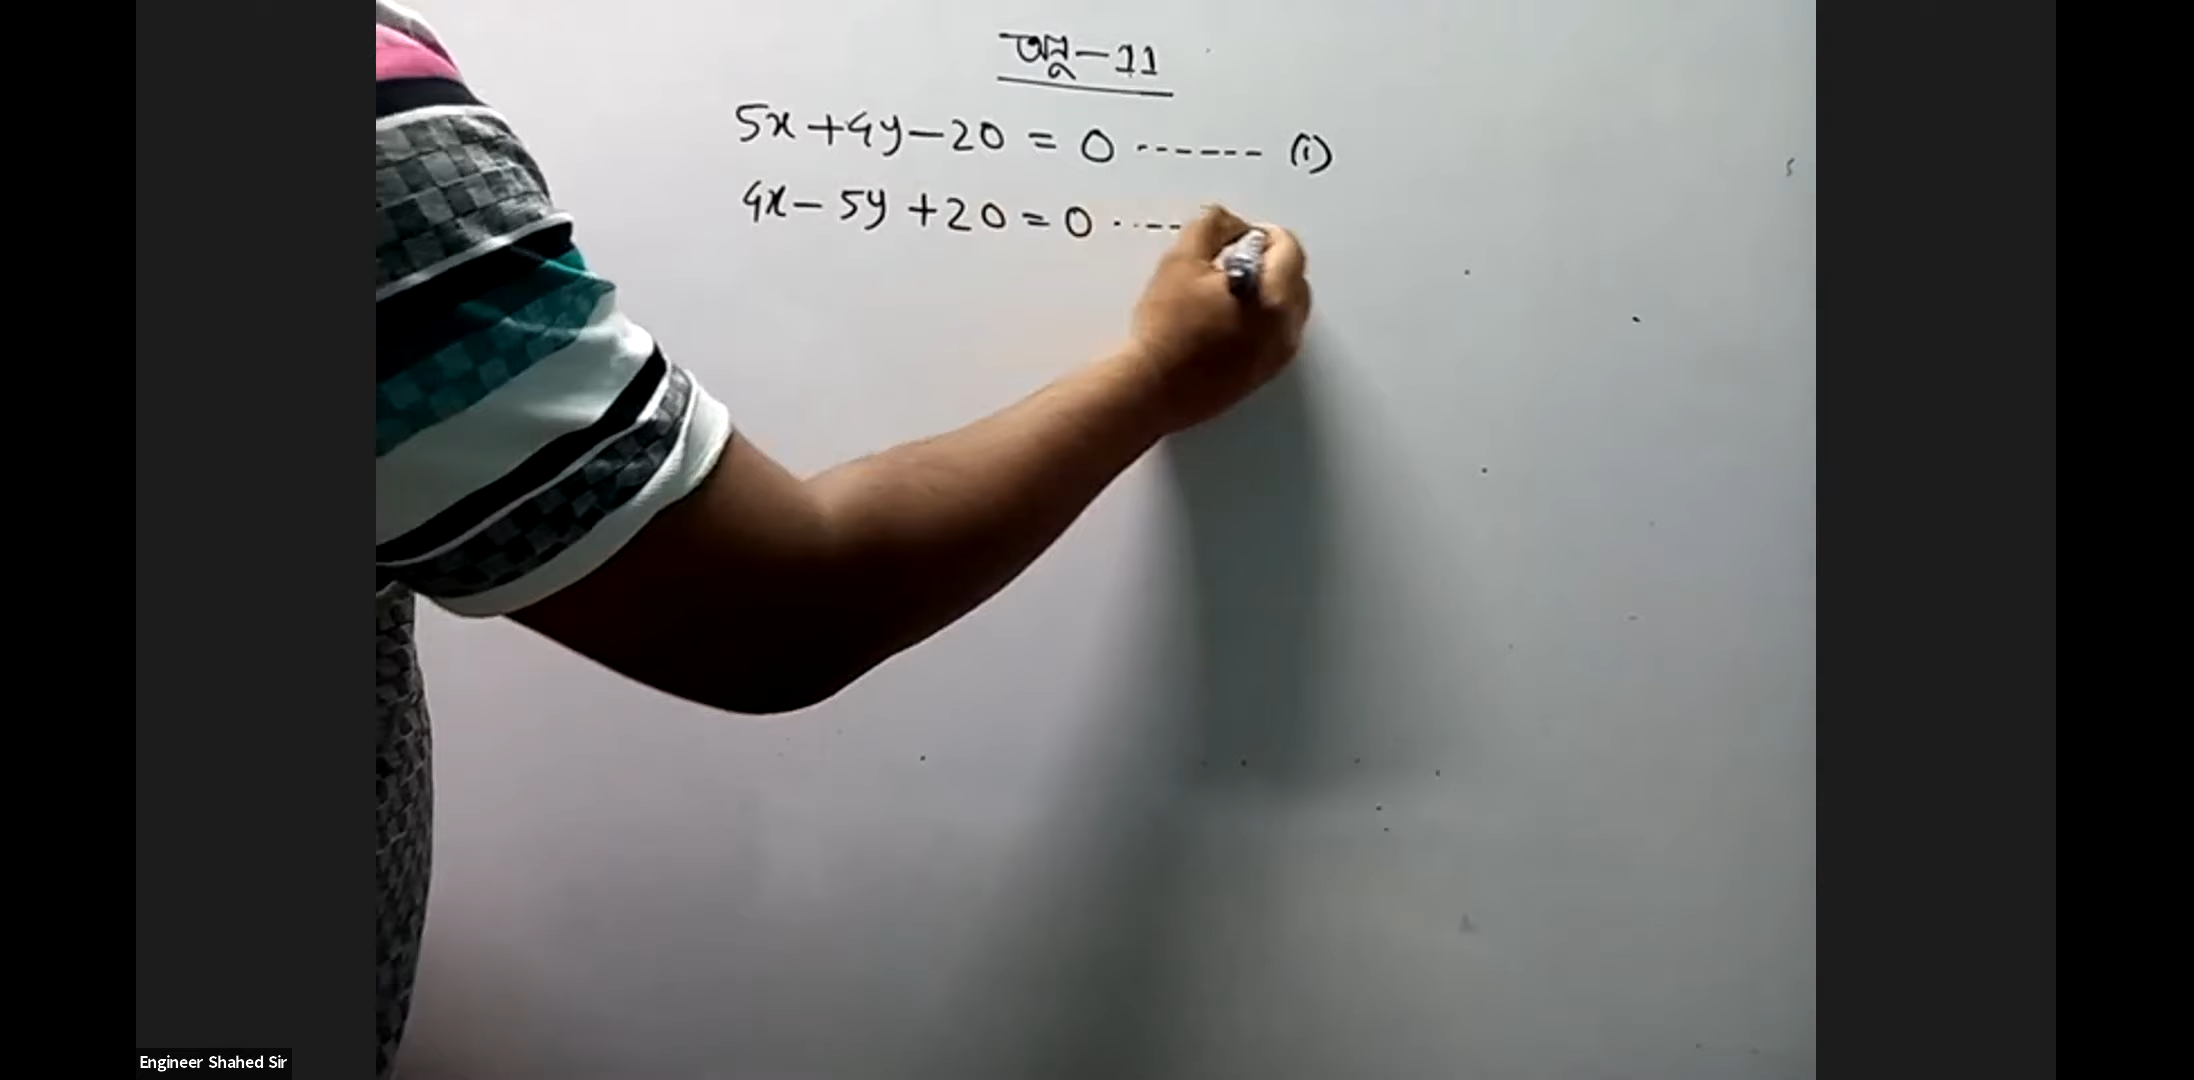 অনু-11
5x+4y-20 = 0 ------ (i)
4x- 5y +20=0 ----
Engineer Shahed Sir